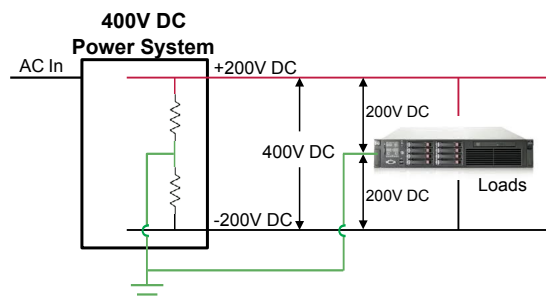 400V DC
Power System
AC In
+200V DC
200V DC
400V DC
200V DC
Loads
-200V DC